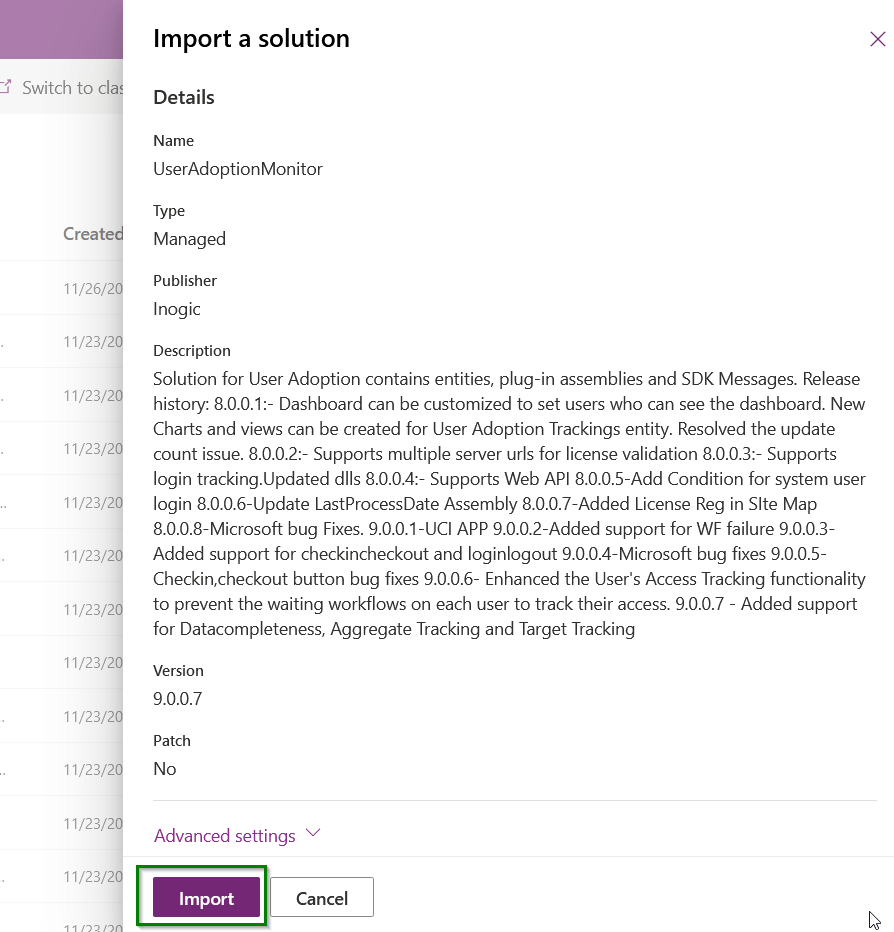 Import a solution
Switch to clas
Details
Name
UserAdoptionMonitor
Type
Managed
Created
Publisher
11/26/20
Inogic
11/23/20
Description
Solution for User Adoption contains entities, plug-in assemblies and SDK Messages. Release
history: 8.0.0.1:- Dashboard can be customized to set users who can see the dashboard. New
11/23/20
Charts and views can be created for User Adoption Trackings entity. Resolved the update
count issue. 8.0.0.2:- Supports multiple server urls for license validation 8.0.0.3:- Supports
11/23/20
login tracking.Updated dlls 8.0.0.4:- Supports Web API 8.0.0.5-Add Condition for system user
login 8.0.0.6-Update LastProcessDate Assembly 8.0.0.7-Added License Reg in SIte Map
11/23/20
8.0.0.8-Microsoft bug Fixes. 9.0.0.1-UCI APP 9.0.0.2-Added support for WF failure 9.0.0.3-
Added support for checkincheckout and loginlogout 9.0.0.4-Microsoft bug fixes 9.0.0.5-
11/23/20
Checkin,checkout button bug fixes 9.0.0.6- Enhanced the User's Access Tracking functionality
to prevent the waiting workflows on each user to track their access. 9.0.0.7 - Added support
11/23/20
for Datacompleteness, Aggregate Tracking and Target Tracking
11/23/20
Version
9.0.0.7
11/23/20
Patch
No
11/23/20
11/23/20
Advanced settings
11/23/20
Import
Cancel
11/23/20